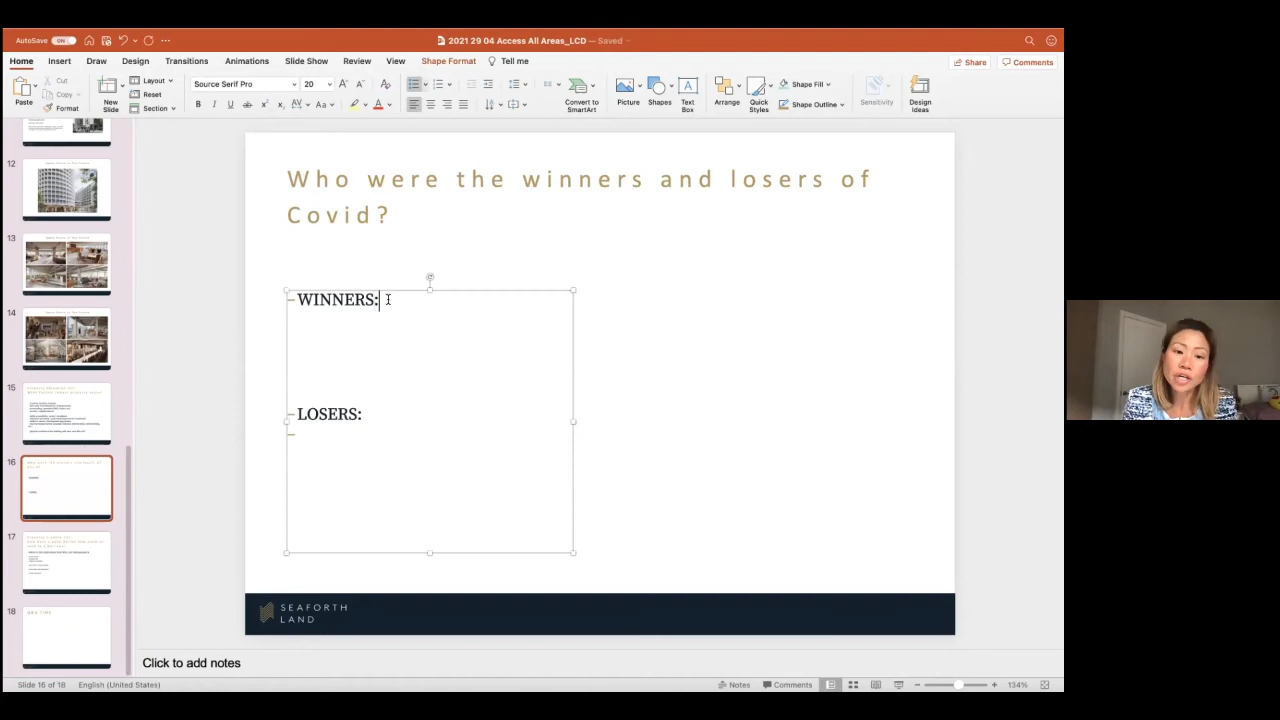 AutoSave ON
2021 29 04 Access All Areas_LCD — Saved
Home Insert Draw Design Transitions Animations Slide Show Review View Shape Format Tell me
Share Comments
Paste
Cut
Copy
Format
New Slide
Layout
Reset
Section
Source Serif Pro 20
B I U ab
Convert to SmartArt
Picture
Shapes
Text Box
Arrange
Quick Styles
Shape Fill
Shape Outline
Sensitivity
Design Ideas
12
13
14
15
16
17
18
Q&A TIME
Who were the winners and losers of
Covid?
– WINNERS:
– LOSERS:
–
SEAFORTH
LAND
Click to add notes
Slide 16 of 18 English (United States)
Notes Comments 134%